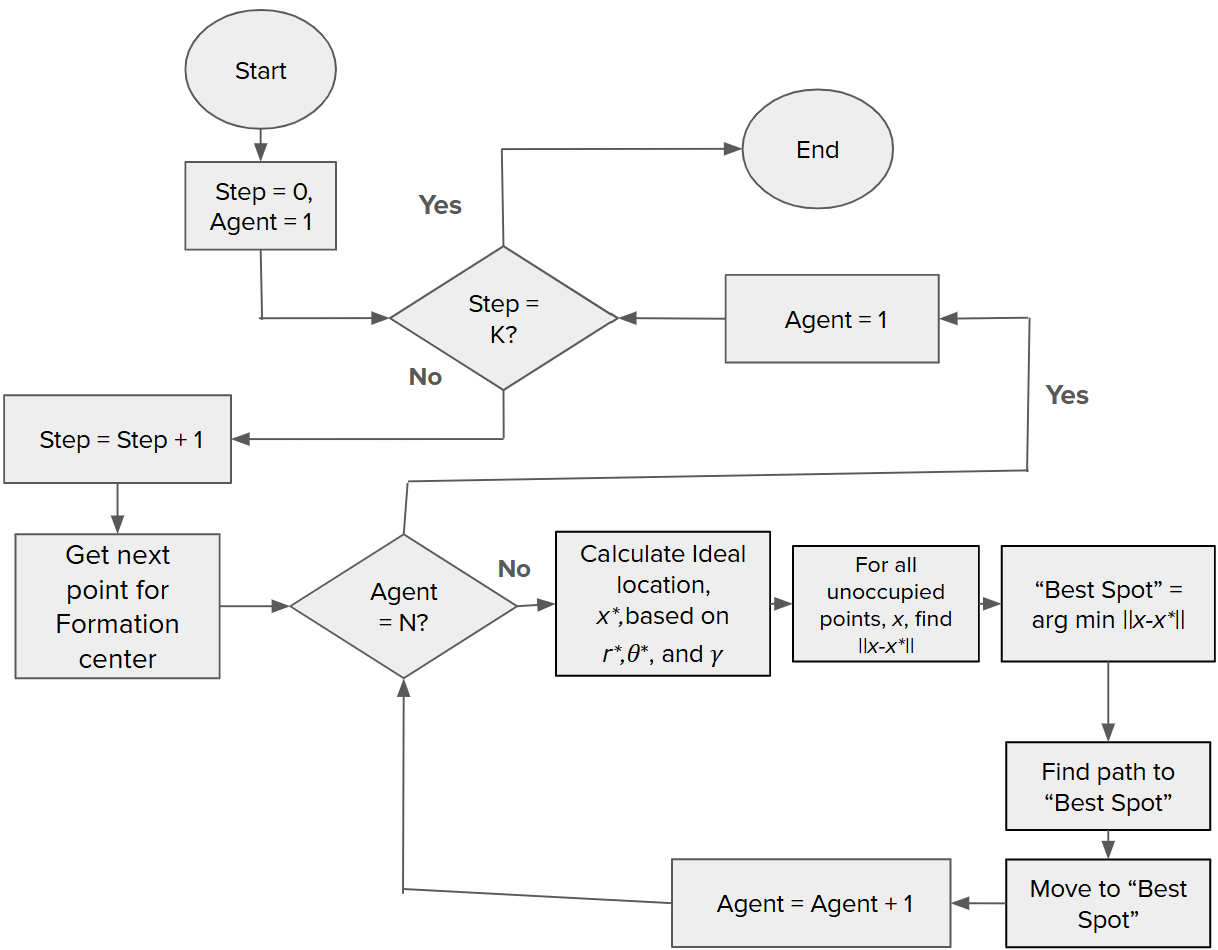 Start
Step = 0,
Agent = 1
Yes
End
Step =
K?
Agent = 1
No
Yes
Step = Step + 1
Get next
point for
Formation
center
Agent
= N?
No
Calculate Ideal
location,
x*,based on
r*,θ*, and γ
For all
unoccupied
points, x, find
||x-x*||
“Best Spot” =
arg min ||x-x*||
Find path to
“Best Spot”
Move to “Best
Spot”
Agent = Agent + 1